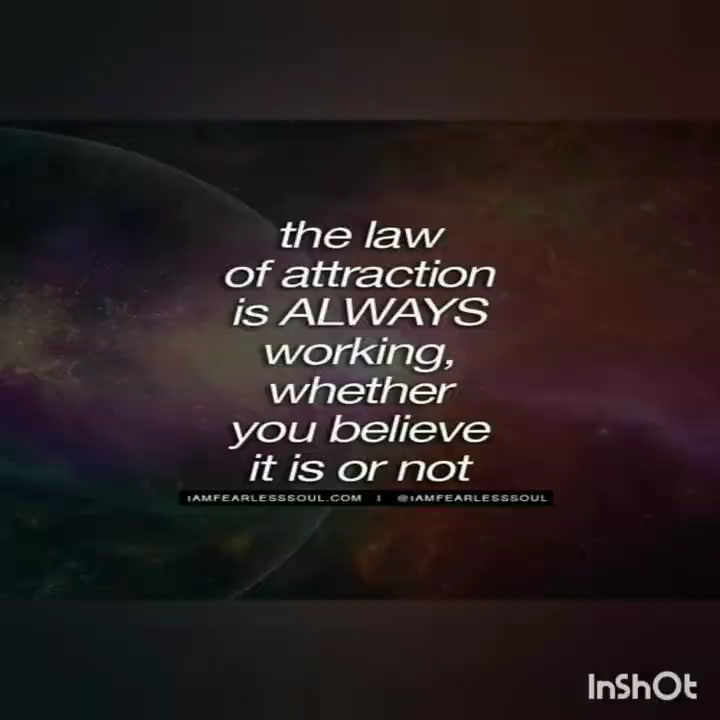 the law
of attraction
is ALWAYS
working,
whether
you believe
it is or not
IAMFEARLESSSOUL.COM I @IAMFEARLESSSOUL
InShOt